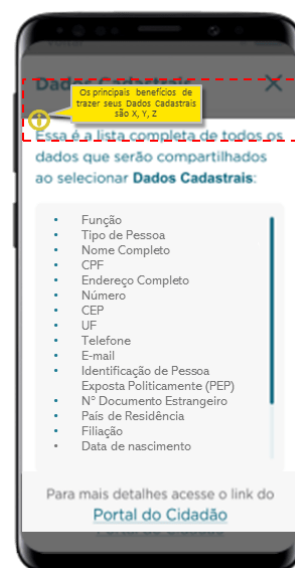 Voltar
Dados Cadastrais
Os principais benefícios de
trazer seus Dados Cadastrais
são X, Y, Z
Essa é a lista completa de todos os
dados que serão compartilhados
ao selecionar Dados Cadastrais:
• Função
• Tipo de Pessoa
• Nome Completo
• CPF
• Endereço Completo
• Número
• CEP
• UF
• Telefone
• E-mail
• Identificação de Pessoa
Exposta Politicamente (PEP)
• N° Documento Estrangeiro
• País de Residência
• Filiação
• Data de nascimento
Para mais detalhes acesse o link do
Portal do Cidadão